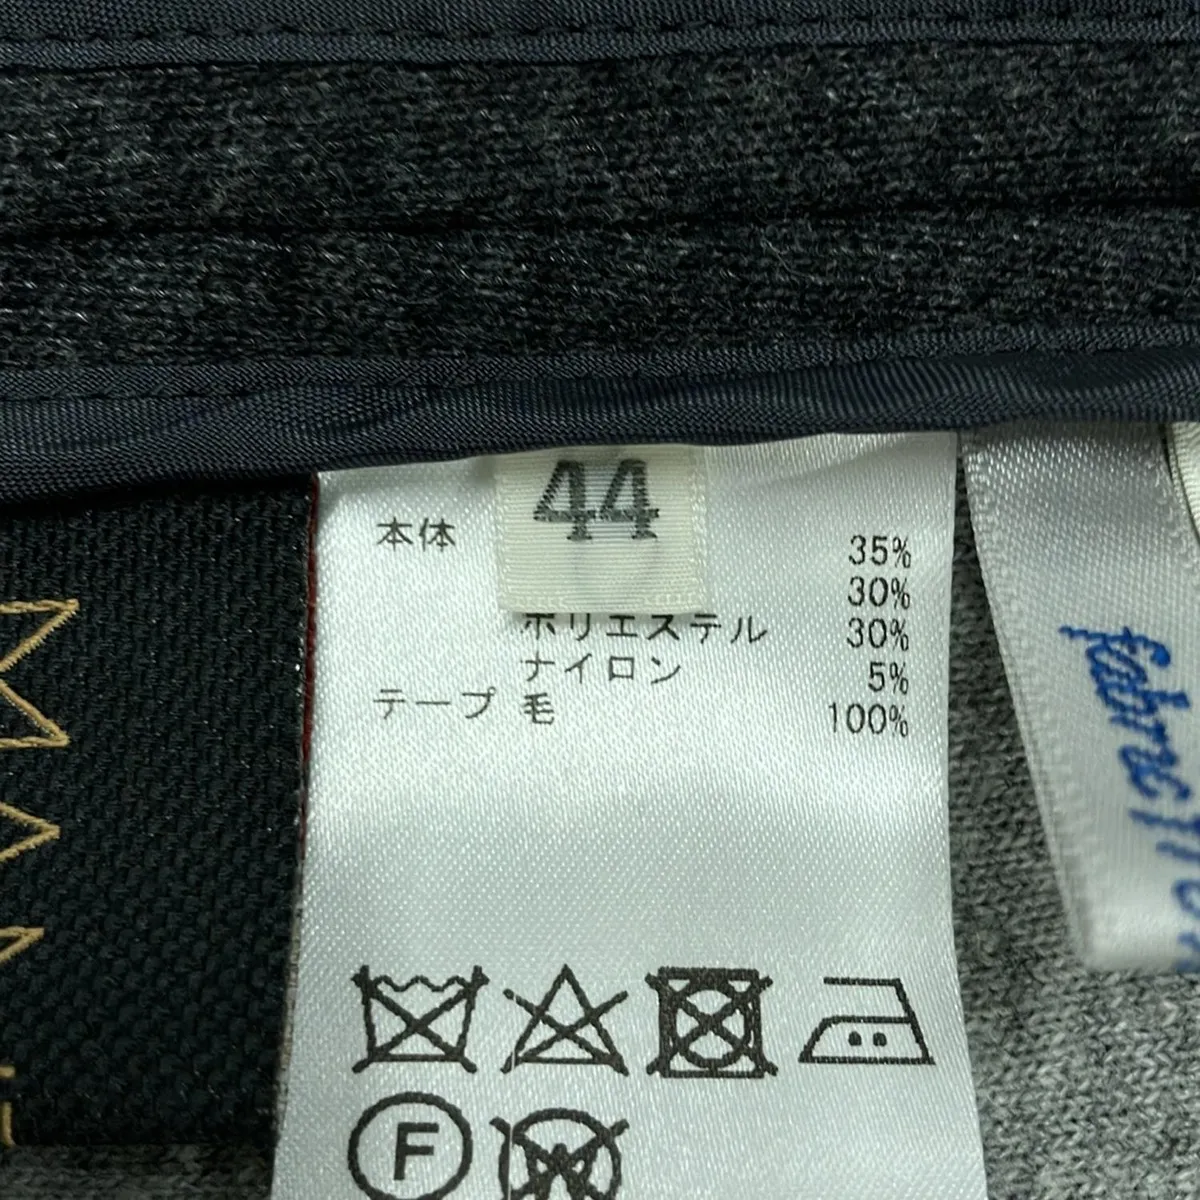 44
本体 35%
30%
ポリエステル 30%
ナイロン 5%
テープ 毛 100%
F
W